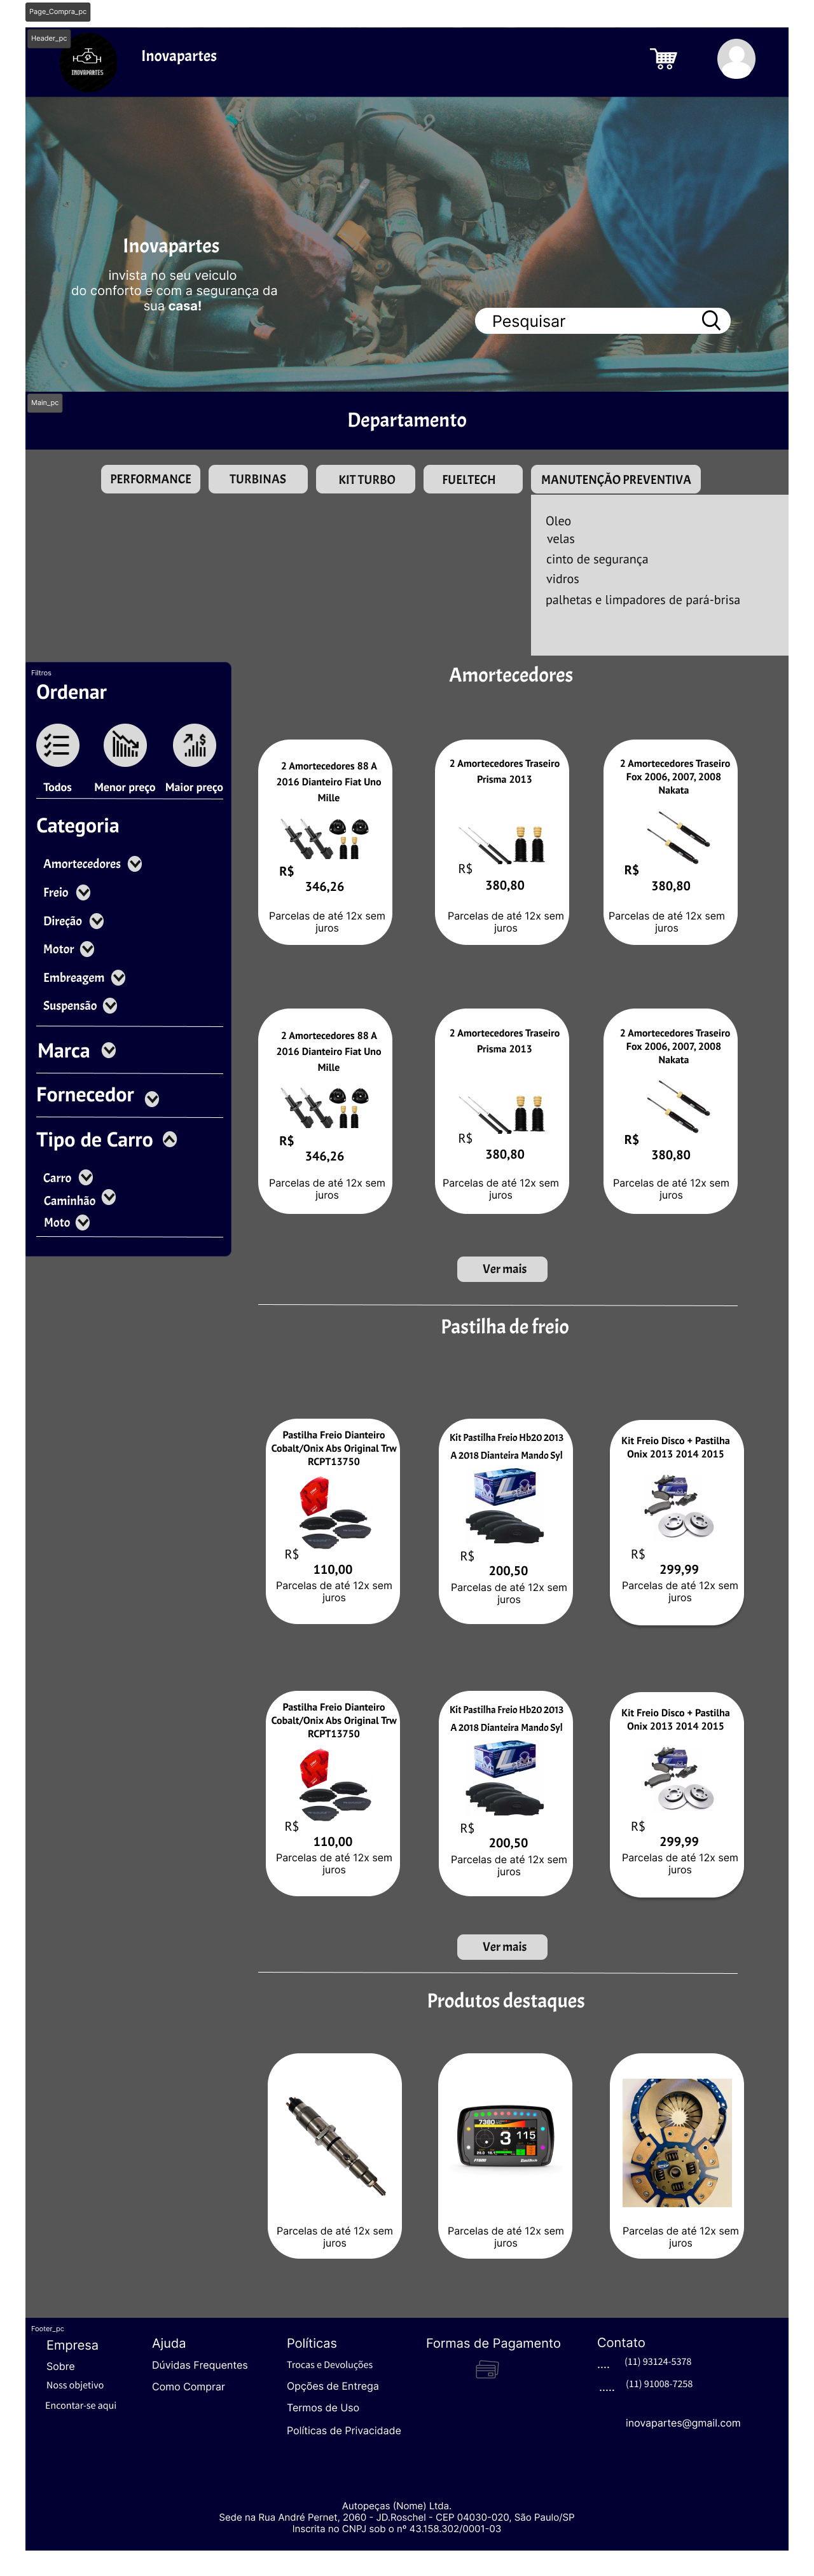 Page_Compra_pc
Header_pc
INOVAPARTES
Inovapartes
Inovapartes
invista no seu veiculo
do conforto e com a segurança da
sua casa!
Pesquisar
Main_pc
Departamento
PERFORMANCE
TURBINAS
KIT TURBO
FUELTECH
MANUTENÇÃO PREVENTIVA
Oleo
velas
cinto de segurança
vidros
palhetas e limpadores de pará-brisa
Filtros
Ordenar
Todos
Menor preço
Maior preço
Categoria
Amortecedores
Freio
Direção
Motor
Embreagem
Suspensão
Marca
Fornecedor
Tipo de Carro
Carro
Caminhão
Moto
Amortecedores
2 Amortecedores 88 A
2016 Dianteiro Fiat Uno
Mille
R$
346,26
Parcelas de até 12x sem
juros
2 Amortecedores Traseiro
Prisma 2013
R$
380,80
Parcelas de até 12x sem
juros
2 Amortecedores Traseiro
Fox 2006, 2007, 2008
Nakata
R$
380,80
Parcelas de até 12x sem
juros
2 Amortecedores 88 A
2016 Dianteiro Fiat Uno
Mille
R$
346,26
Parcelas de até 12x sem
juros
2 Amortecedores Traseiro
Prisma 2013
R$
380,80
Parcelas de até 12x sem
juros
2 Amortecedores Traseiro
Fox 2006, 2007, 2008
Nakata
R$
380,80
Parcelas de até 12x sem
juros
Ver mais
Pastilha de freio
Pastilha Freio Dianteiro
Cobalt/Onix Abs Original Trw
RCPT13750
R$
110,00
Parcelas de até 12x sem
juros
Kit Pastilha Freio Hb20 2013
A 2018 Dianteira Mando Syl
R$
200,50
Parcelas de até 12x sem
juros
Kit Freio Disco + Pastilha
Onix 2013 2014 2015
R$
299,99
Parcelas de até 12x sem
juros
Pastilha Freio Dianteiro
Cobalt/Onix Abs Original Trw
RCPT13750
R$
110,00
Parcelas de até 12x sem
juros
Kit Pastilha Freio Hb20 2013
A 2018 Dianteira Mando Syl
R$
200,50
Parcelas de até 12x sem
juros
Kit Freio Disco + Pastilha
Onix 2013 2014 2015
R$
299,99
Parcelas de até 12x sem
juros
Ver mais
Produtos destaques
Parcelas de até 12x sem
juros
7380
3 115
Parcelas de até 12x sem
juros
Parcelas de até 12x sem
juros
Footer_pc
Empresa
Sobre
Noss objetivo
Encontar-se aqui
Ajuda
Dúvidas Frequentes
Como Comprar
Políticas
Trocas e Devoluções
Opções de Entrega
Termos de Uso
Políticas de Privacidade
Formas de Pagamento
Contato
.... (11) 93124-5378
..... (11) 91008-7258
inovapartes@gmail.com
Autopeças (Nome) Ltda.
Sede na Rua André Pernet, 2060 - JD.Roschel - CEP 04030-020, São Paulo/SP
Inscrita no CNPJ sob o nº 43.158.302/0001-03